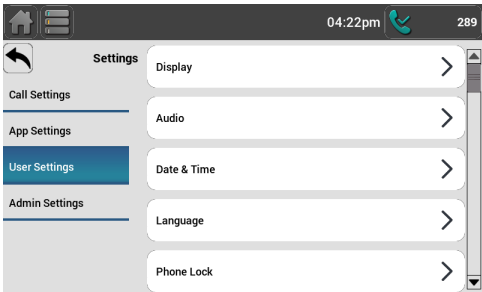 04:22pm 289
Settings
Call Settings
App Settings
User Settings
Admin Settings
Display
Audio
Date & Time
Language
Phone Lock